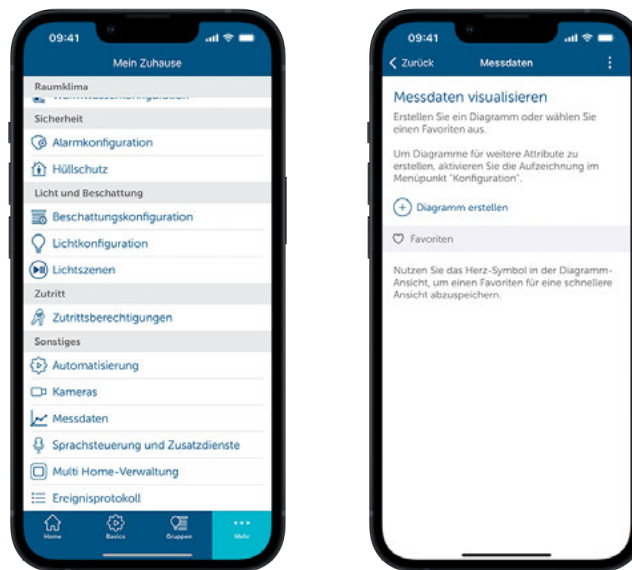 09:41
Mein Zuhause
Raumklima
Warmwasserkonfiguration
Sicherheit
Alarmkonfiguration
Hüllschutz
Licht und Beschattung
Beschattungskonfiguration
Lichtkonfiguration
Lichtszenen
Zutritt
Zutrittsberechtigungen
Sonstiges
Automatisierung
Kameras
Messdaten
Sprachsteuerung und Zusatzdienste
Multi Home-Verwaltung
Ereignisprotokoll
Home
Basics
Gruppen
Mehr
09:41
Zurück
Messdaten
Messdaten visualisieren
Erstellen Sie ein Diagramm oder wählen Sie
einen Favoriten aus.
Um Diagramme für weitere Attribute zu
erstellen, aktivieren Sie die Aufzeichnung im
Menüpunkt "Konfiguration".
Diagramm erstellen
Favoriten
Nutzen Sie das Herz-Symbol in der Diagramm-
Ansicht, um einen Favoriten für eine schnellere
Ansicht abzuspeichern.